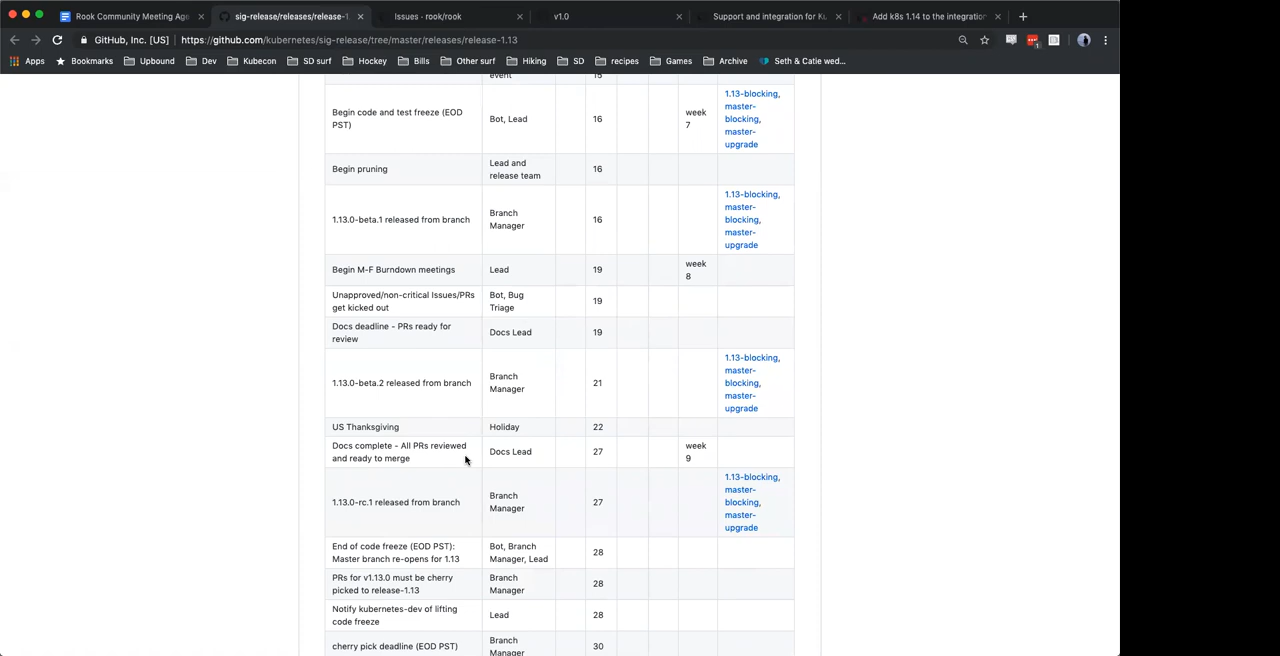 Rook Community Meeting Age
sig-release/releases/release-1
Issues · rook/rook
v1.0
Support and integration for Ku
Add k8s 1.14 to the integration
GitHub, Inc. [US] | https://github.com/kubernetes/sig-release/tree/master/releases/release-1.13
Apps Bookmarks Upbound Dev Kubecon SD surf Hockey Bills Other surf Hiking SD recipes Games Archive Seth & Catie wed...
event 15
Begin code and test freeze (EOD
PST)
Bot, Lead
16
week
7
1.13-blocking,
master-
blocking,
master-
upgrade
Begin pruning
Lead and
release team
16
1.13.0-beta.1 released from branch
Branch
Manager
16
1.13-blocking,
master-
blocking,
master-
upgrade
Begin M-F Burndown meetings
Lead
19
week
8
Unapproved/non-critical Issues/PRs
get kicked out
Bot, Bug
Triage
19
Docs deadline - PRs ready for
review
Docs Lead
19
1.13.0-beta.2 released from branch
Branch
Manager
21
1.13-blocking,
master-
blocking,
master-
upgrade
US Thanksgiving
Holiday
22
Docs complete - All PRs reviewed
and ready to merge
Docs Lead
27
week
9
1.13.0-rc.1 released from branch
Branch
Manager
27
1.13-blocking,
master-
blocking,
master-
upgrade
End of code freeze (EOD PST):
Master branch re-opens for 1.13
Bot, Branch
Manager, Lead
28
PRs for v1.13.0 must be cherry
picked to release-1.13
Branch
Manager
28
Notify kubernetes-dev of lifting
code freeze
Lead
28
cherry pick deadline (EOD PST)
Branch
Manager
30